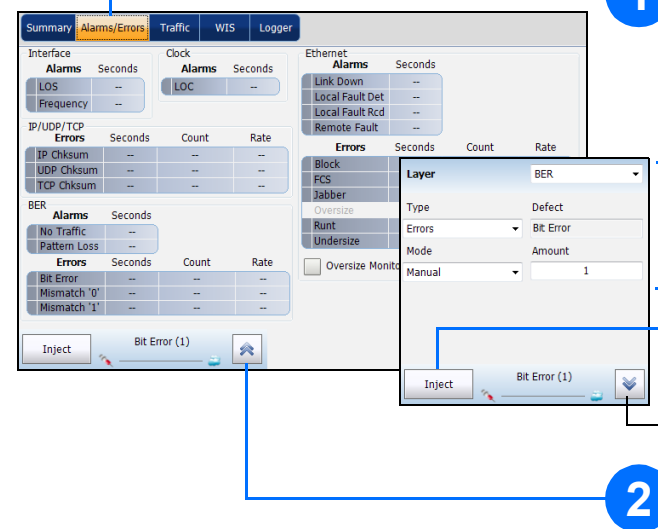 1
Summary Alarms/Errors Traffic WIS Logger
Interface
Alarms Seconds
LOS --
Frequency --
Clock
Alarms Seconds
LOC --
IP/UDP/TCP
Errors Seconds Count Rate
IP Chksum -- -- --
UDP Chksum -- -- --
TCP Chksum -- -- --
BER
Alarms Seconds
No Traffic --
Pattern Loss --
Errors Seconds Count Rate
Bit Error -- -- --
Mismatch '0' -- -- --
Mismatch '1' -- -- --
Ethernet
Alarms Seconds
Link Down --
Local Fault Det --
Local Fault Rcd --
Remote Fault --
Errors Seconds Count Rate
Block
FCS
Jabber
Oversize
Runt
Undersize
Oversize Monito
Inject Bit Error (1)
Layer BER
Type Defect
Errors Bit Error
Mode Amount
Manual 1
Inject Bit Error (1)
2